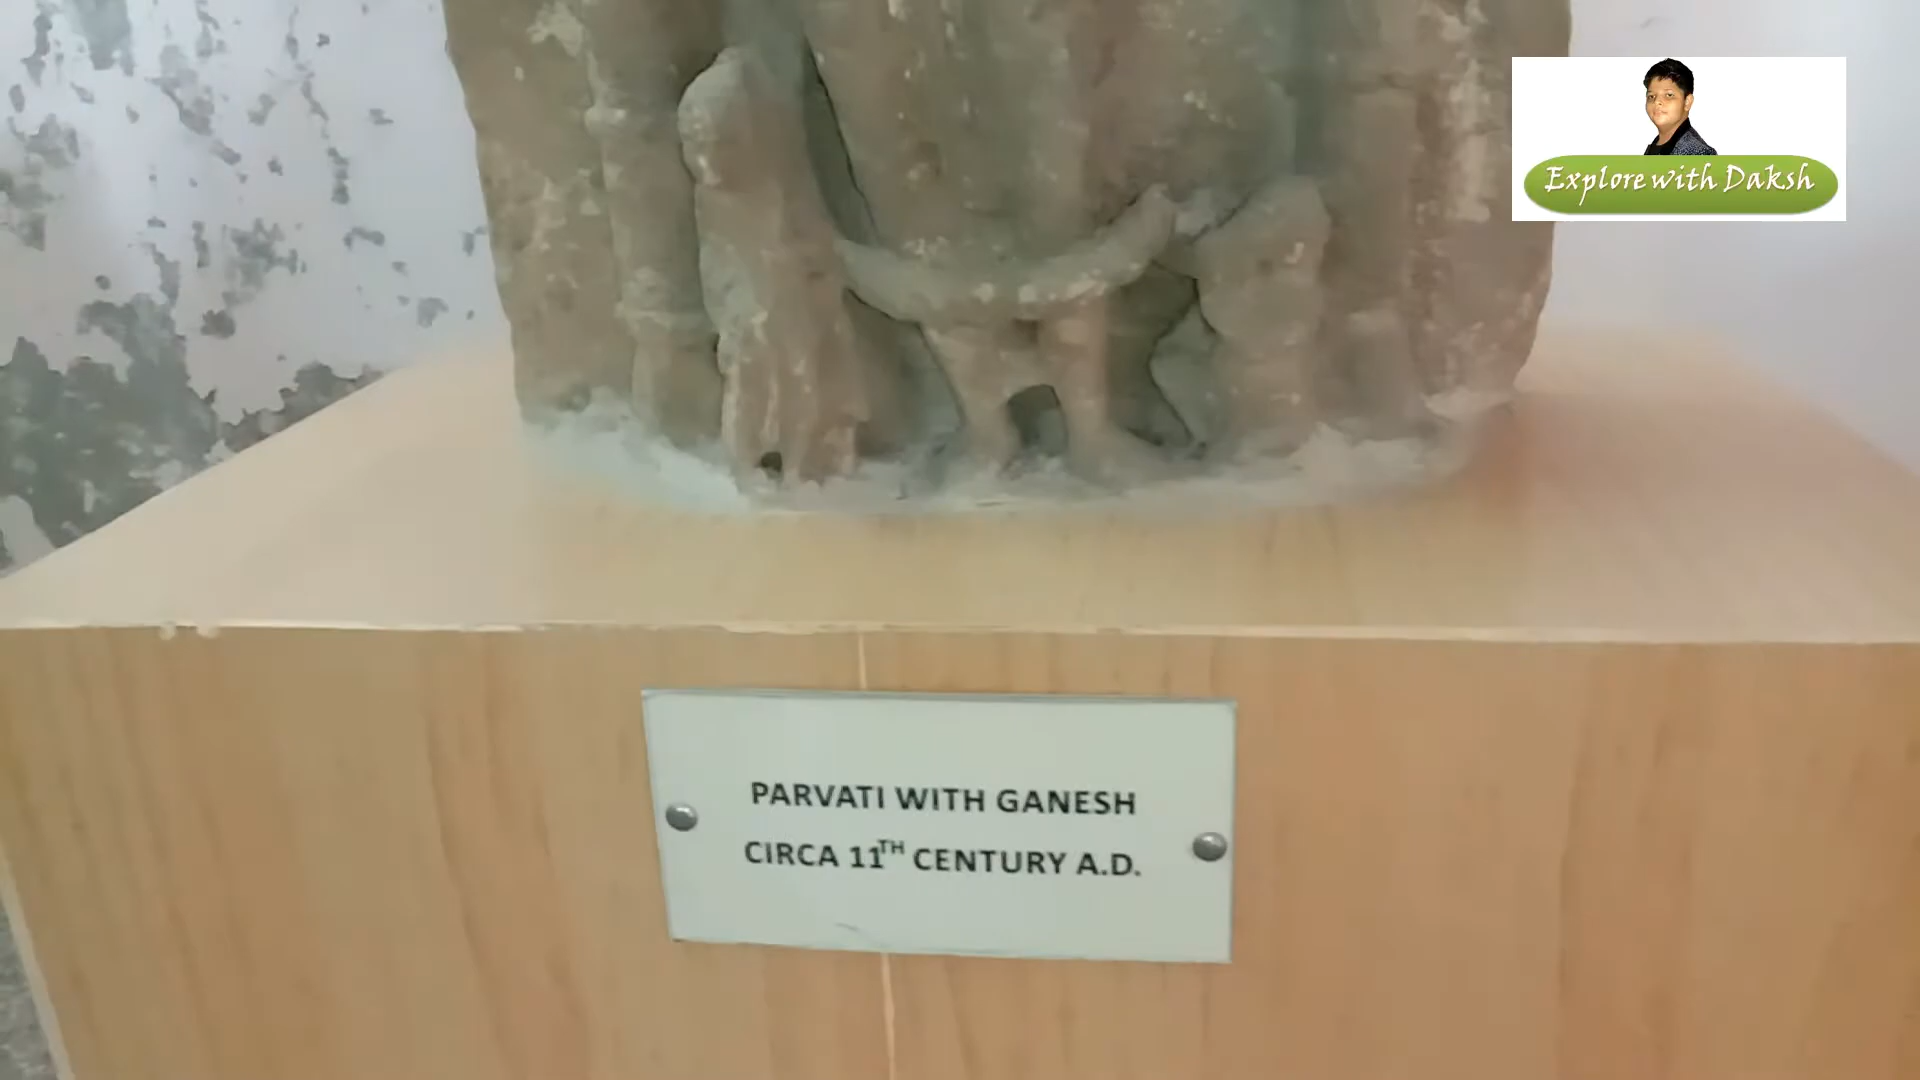 Explore with Daksh
PARVATI WITH GANESH
CIRCA 11TH CENTURY A.D.